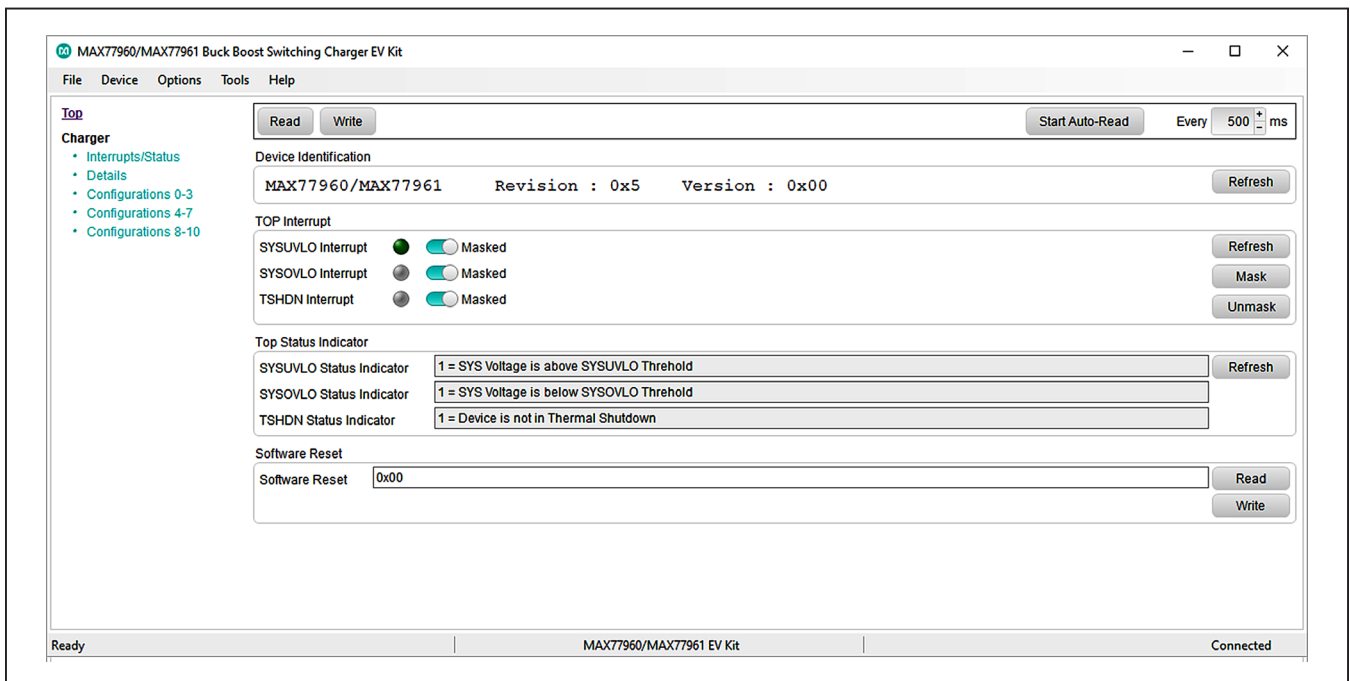 MAX77960/MAX77961 Buck Boost Switching Charger EV Kit
File Device Options Tools Help
Top
Charger
• Interrupts/Status
• Details
• Configurations 0-3
• Configurations 4-7
• Configurations 8-10
Read Write Start Auto-Read Every 500 ms
Device Identification
MAX77960/MAX77961 Revision : 0x5 Version : 0x00 Refresh
TOP Interrupt
SYSUVLO Interrupt Masked Refresh
SYSOVLO Interrupt Masked Mask
TSHDN Interrupt Masked Unmask
Top Status Indicator
SYSUVLO Status Indicator 1 = SYS Voltage is above SYSUVLO Threhold Refresh
SYSOVLO Status Indicator 1 = SYS Voltage is below SYSOVLO Threhold
TSHDN Status Indicator 1 = Device is not in Thermal Shutdown
Software Reset
Software Reset 0x00 Read
Write
Ready MAX77960/MAX77961 EV Kit Connected